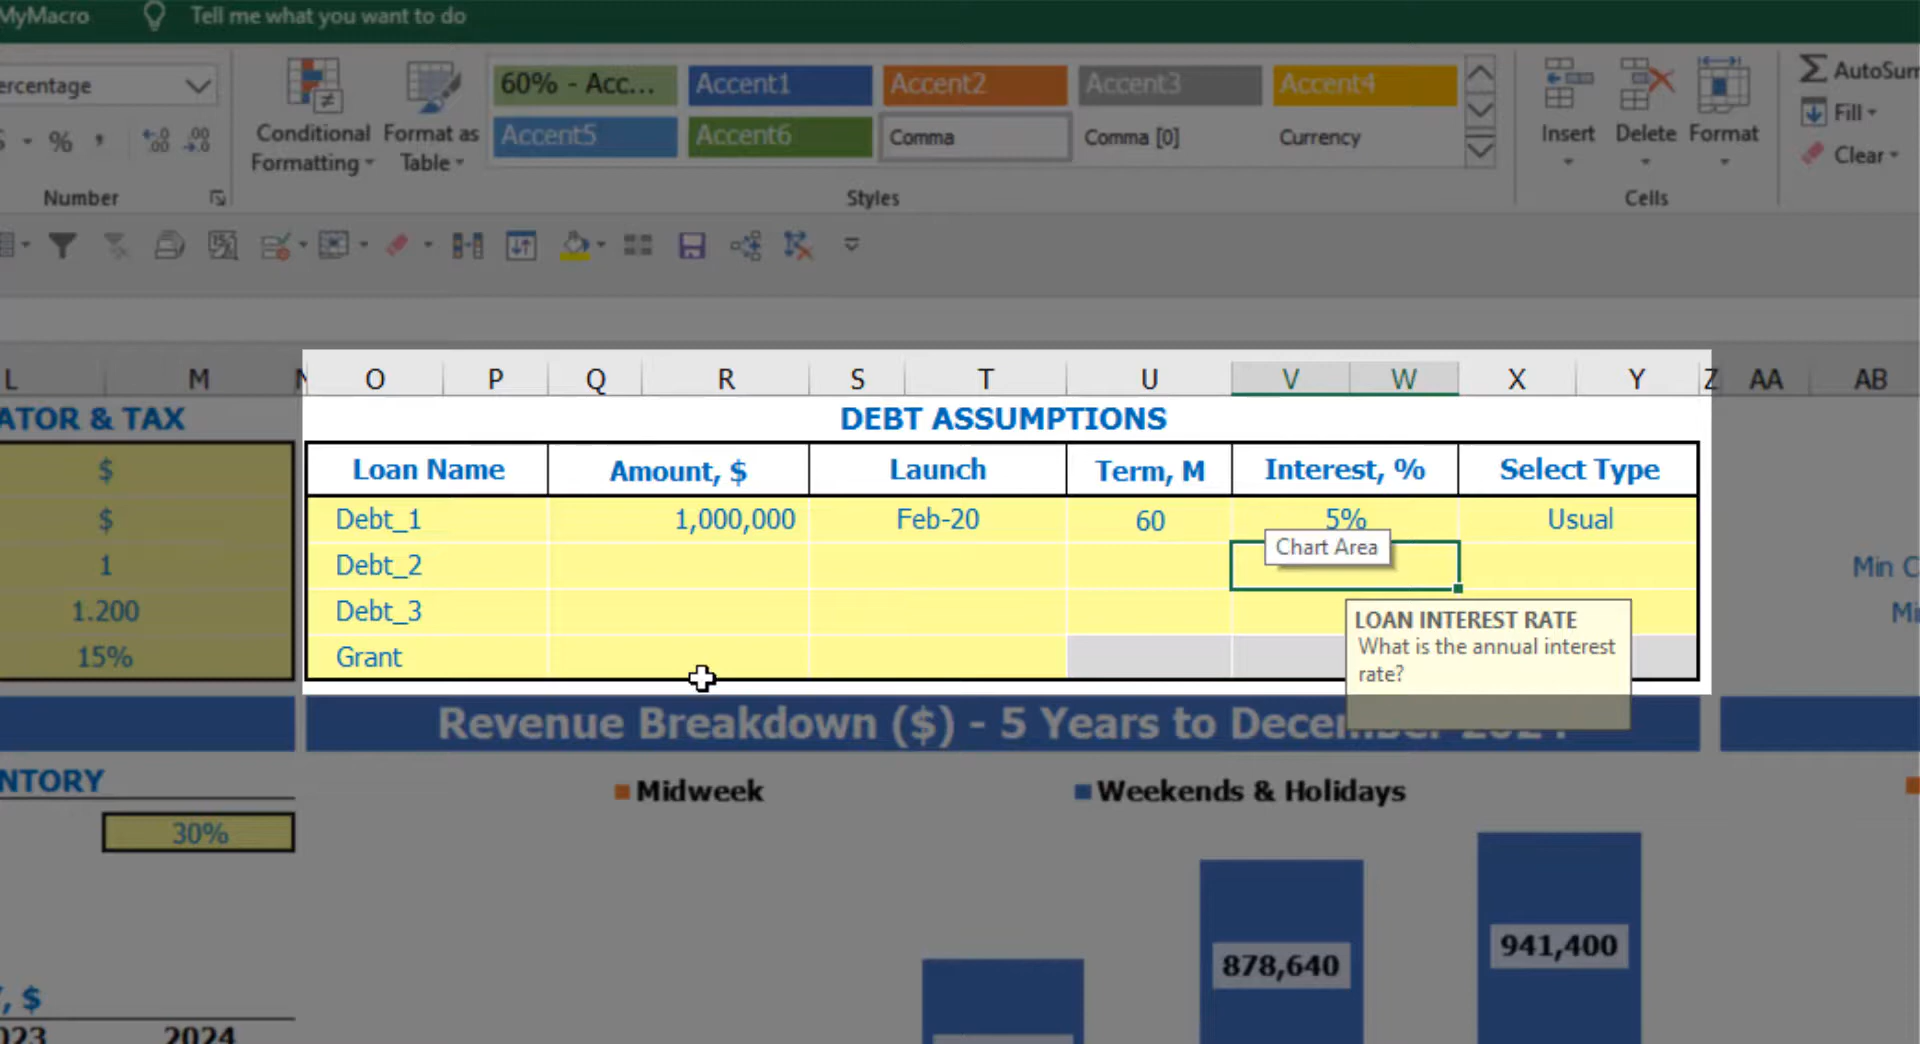 MyMacro Tell me what you want to do
ercentage
60% - Acc... Accent1 Accent2 Accent3 Accent4
Accent5 Accent6 Comma Comma [0] Currency
Conditional Formatting
Format as Table
Insert Delete Format
AutoSum
Fill
Clear
Number Styles Cells
L M N O P Q R S T U V W X Y Z AA AB
ATOR & TAX
$
$
1
1.200
15%
DEBT ASSUMPTIONS
Loan Name Amount, $ Launch Term, M Interest, % Select Type
Debt_1 1,000,000 Feb-20 60 5% Usual
Chart Area
Debt_2
Debt_3
Grant
LOAN INTEREST RATE
What is the annual interest
rate?
Min C
Mi
Revenue Breakdown ($) - 5 Years to December 2024
NTORY
30%
Midweek Weekends & Holidays
878,640
941,400
, $
023 2024